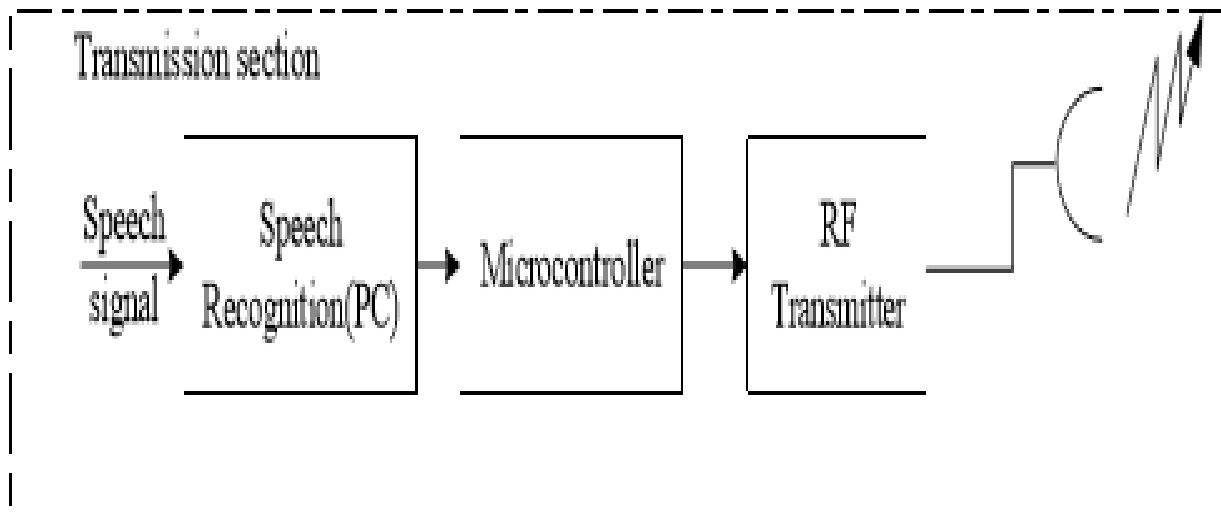 Transmission section
Speech
signal
Speech
Recognition(PC)
Microcontroller
RF
Transmitter